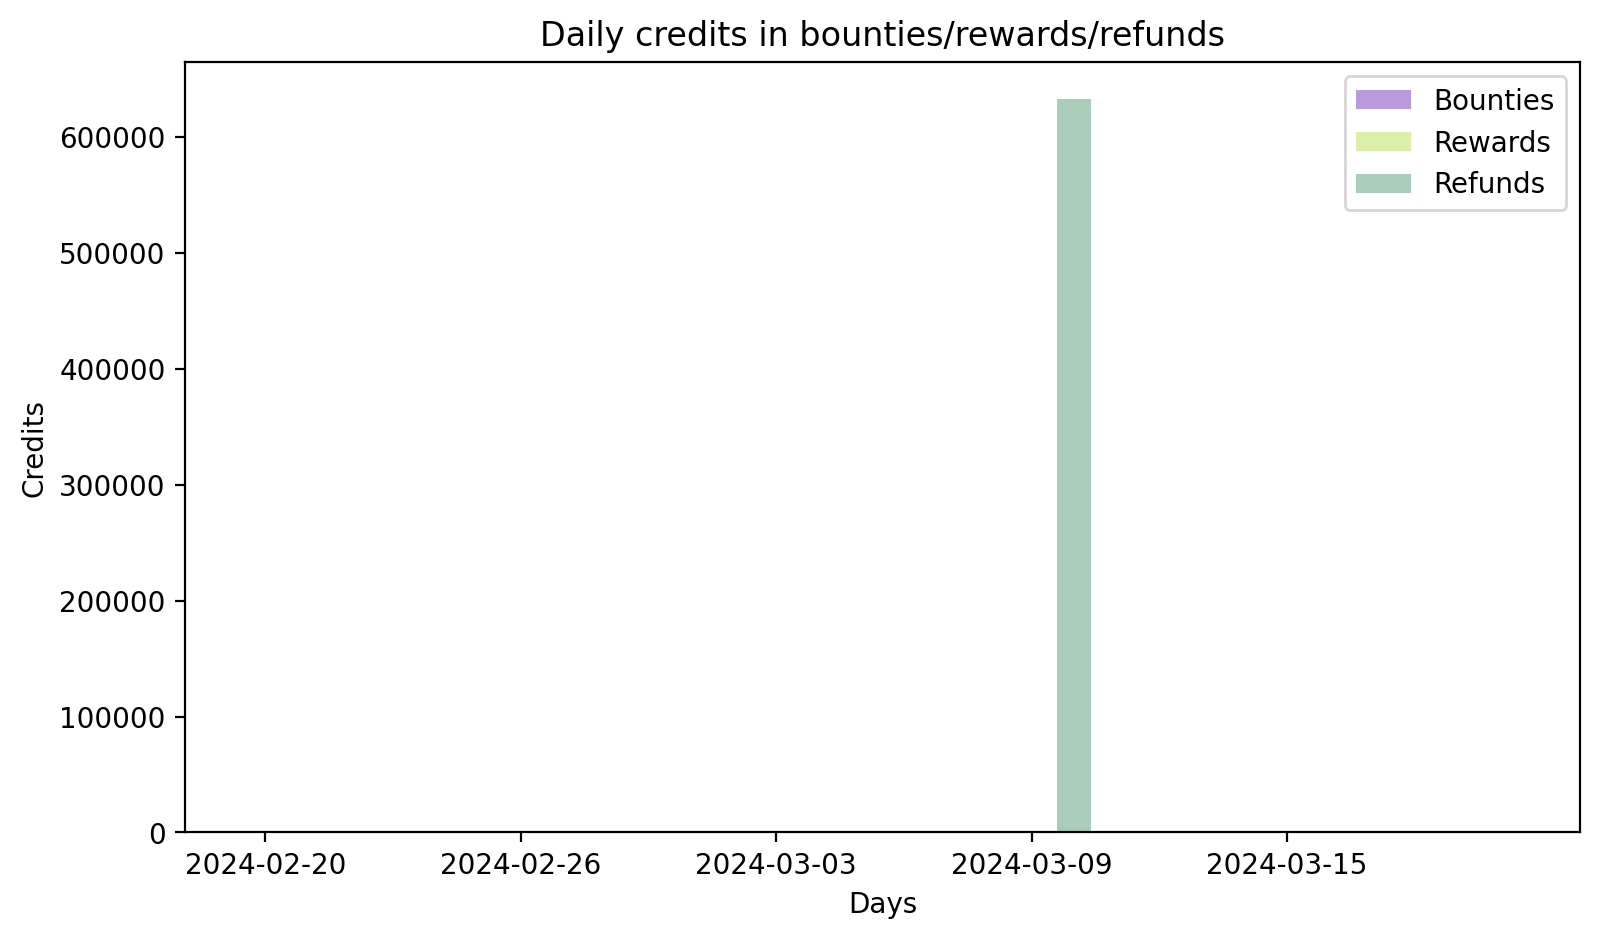 Daily credits in bounties/rewards/refunds
Bounties
Rewards
Refunds
Credits
600000
500000
400000
300000
200000
100000
0
2024-02-20 2024-02-26 2024-03-03 2024-03-09 2024-03-15
Days